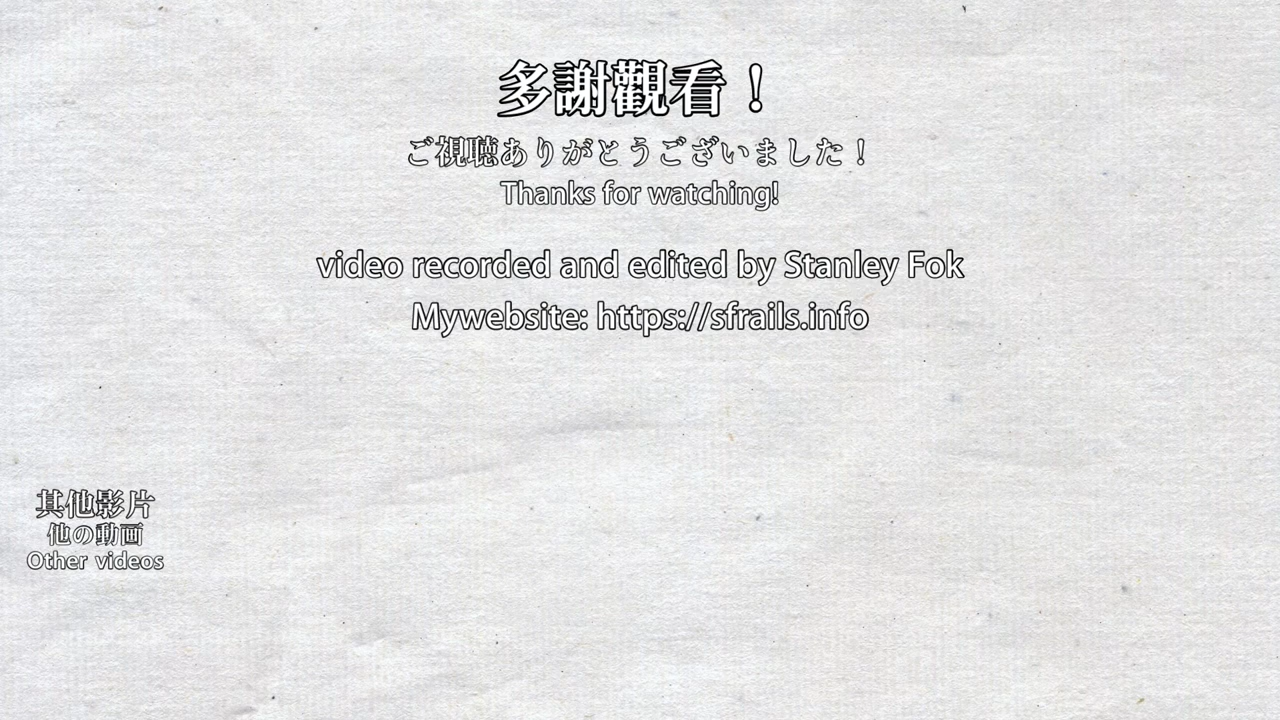 多謝觀看！
ご視聴ありがとうございました！
Thanks for watching!
video recorded and edited by Stanley Fok
Mywebsite: https://sfrails.info
其他影片
他の動画
Other videos